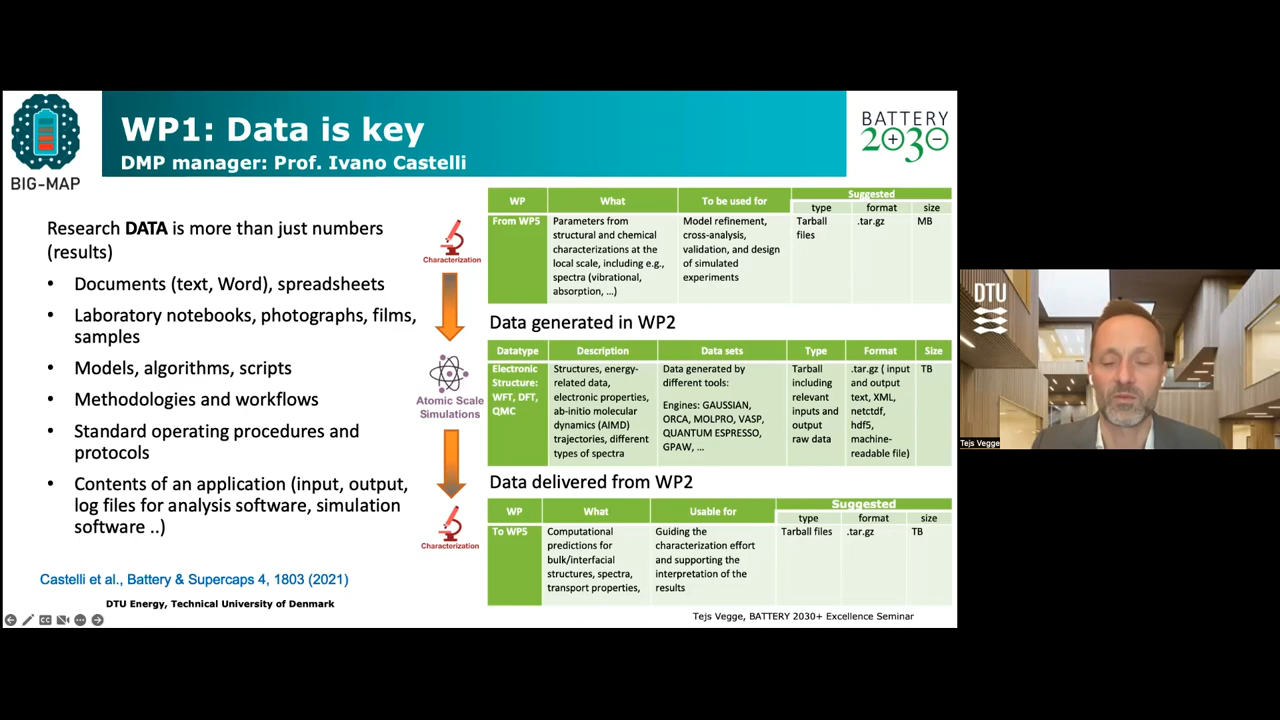 WP1: Data is key
DMP manager: Prof. Ivano Castelli
BIG-MAP
BATTERY
2030
Research DATA is more than just numbers
(results)
• Documents (text, Word), spreadsheets
• Laboratory notebooks, photographs, films,
samples
• Models, algorithms, scripts
• Methodologies and workflows
• Standard operating procedures and
protocols
• Contents of an application (input, output,
log files for analysis software, simulation
software ..)
Castelli et al., Battery & Supercaps 4, 1803 (2021)
DTU Energy, Technical University of Denmark
Characterization
Atomic Scale
Simulations
Characterization
WP What To be used for Suggested
type format size
From WP5 Parameters from Model refinement, Tarball .tar.gz MB
structural and chemical cross-analysis, files
characterizations at the validation, and design
local scale, including e.g., of simulated
spectra (vibrational, experiments
absorption, ...)
Data generated in WP2
Datatype Description Data sets Type Format Size
Electronic Structures, energy- Data generated by Tarball .tar.gz ( input TB
Structure: related data, different tools: including and output
WFT, DFT, electronic properties, Engines: GAUSSIAN, relevant text, XML,
QMC ab-initio molecular ORCA, MOLPRO, VASP, inputs and netctdf,
dynamics (AIMD) QUANTUM ESPRESSO, output hdf5,
trajectories, different GPAW, ... raw data machine-
types of spectra readable file)
Data delivered from WP2
WP What Usable for Suggested
type format size
To WP5 Computational Guiding the Tarball files .tar.gz TB
predictions for characterization effort
bulk/interfacial and supporting the
structures, spectra, interpretation of the
transport properties, results
Tejs Vegge, BATTERY 2030+ Excellence Seminar
CC
DTU
Tejs Vegge